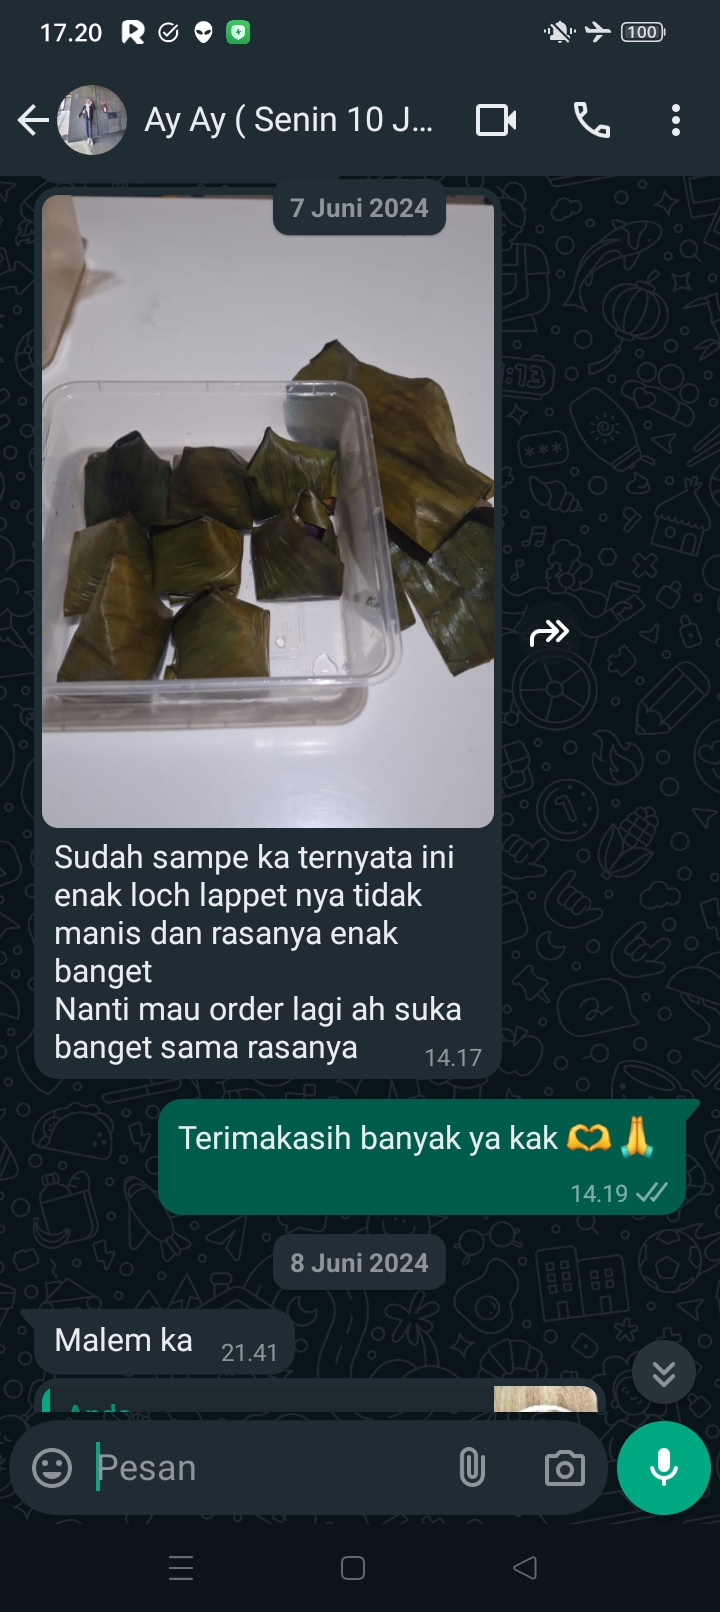 17.20
100
Ay Ay ( Senin 10 J...
7 Juni 2024
Sudah sampe ka ternyata ini
enak loch lappet nya tidak
manis dan rasanya enak
banget
Nanti mau order lagi ah suka
banget sama rasanya
14.17
Terimakasih banyak ya kak 🫶🙏
14.19
8 Juni 2024
Malem ka
21.41
Pesan